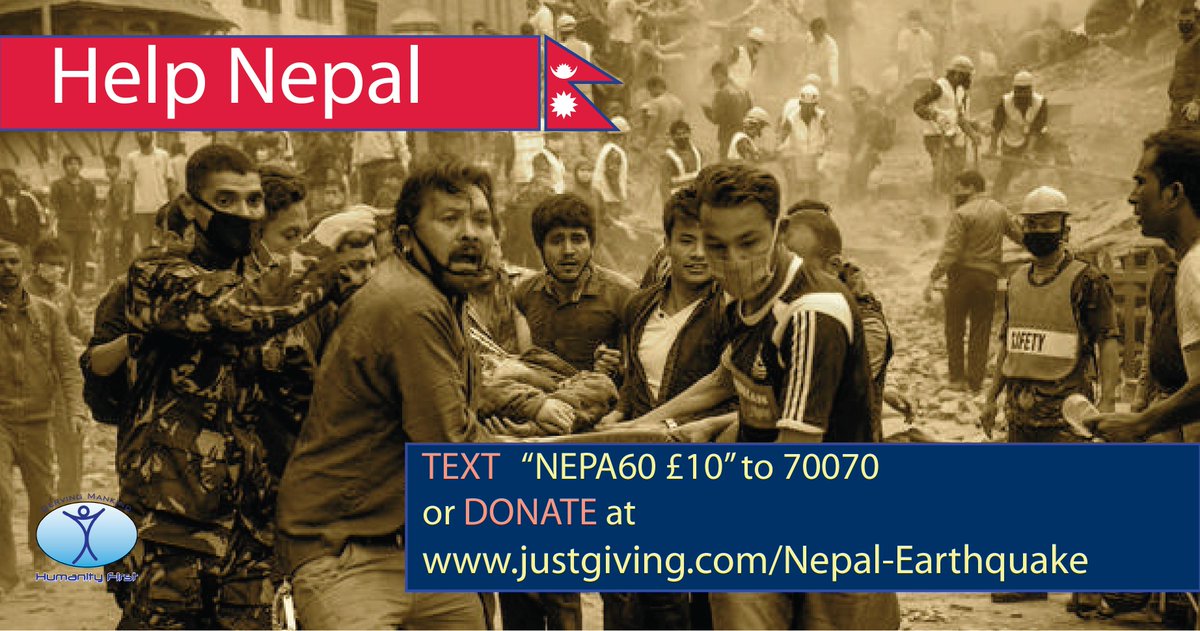 Help Nepal
SAFETY
TEXT “NEPA60 £10” to 70070
or DONATE at
www.justgiving.com/Nepal-Earthquake
Humanity First